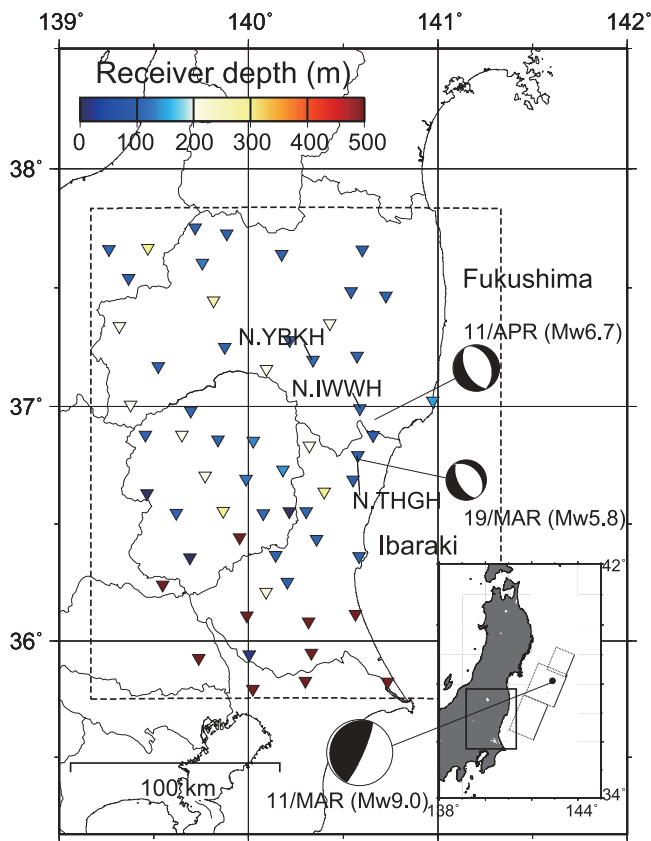 139˚ 140˚ 141˚ 142˚
Receiver depth (m)
0 100 200 300 400 500
38˚
Fukushima
11/APR (Mw6.7)
N.YBKH
N.IWWH
37˚
N.THGH
19/MAR (Mw5.8)
Ibaraki
42˚
36˚
100 km
11/MAR (Mw9.0)
138˚ 144˚
34˚